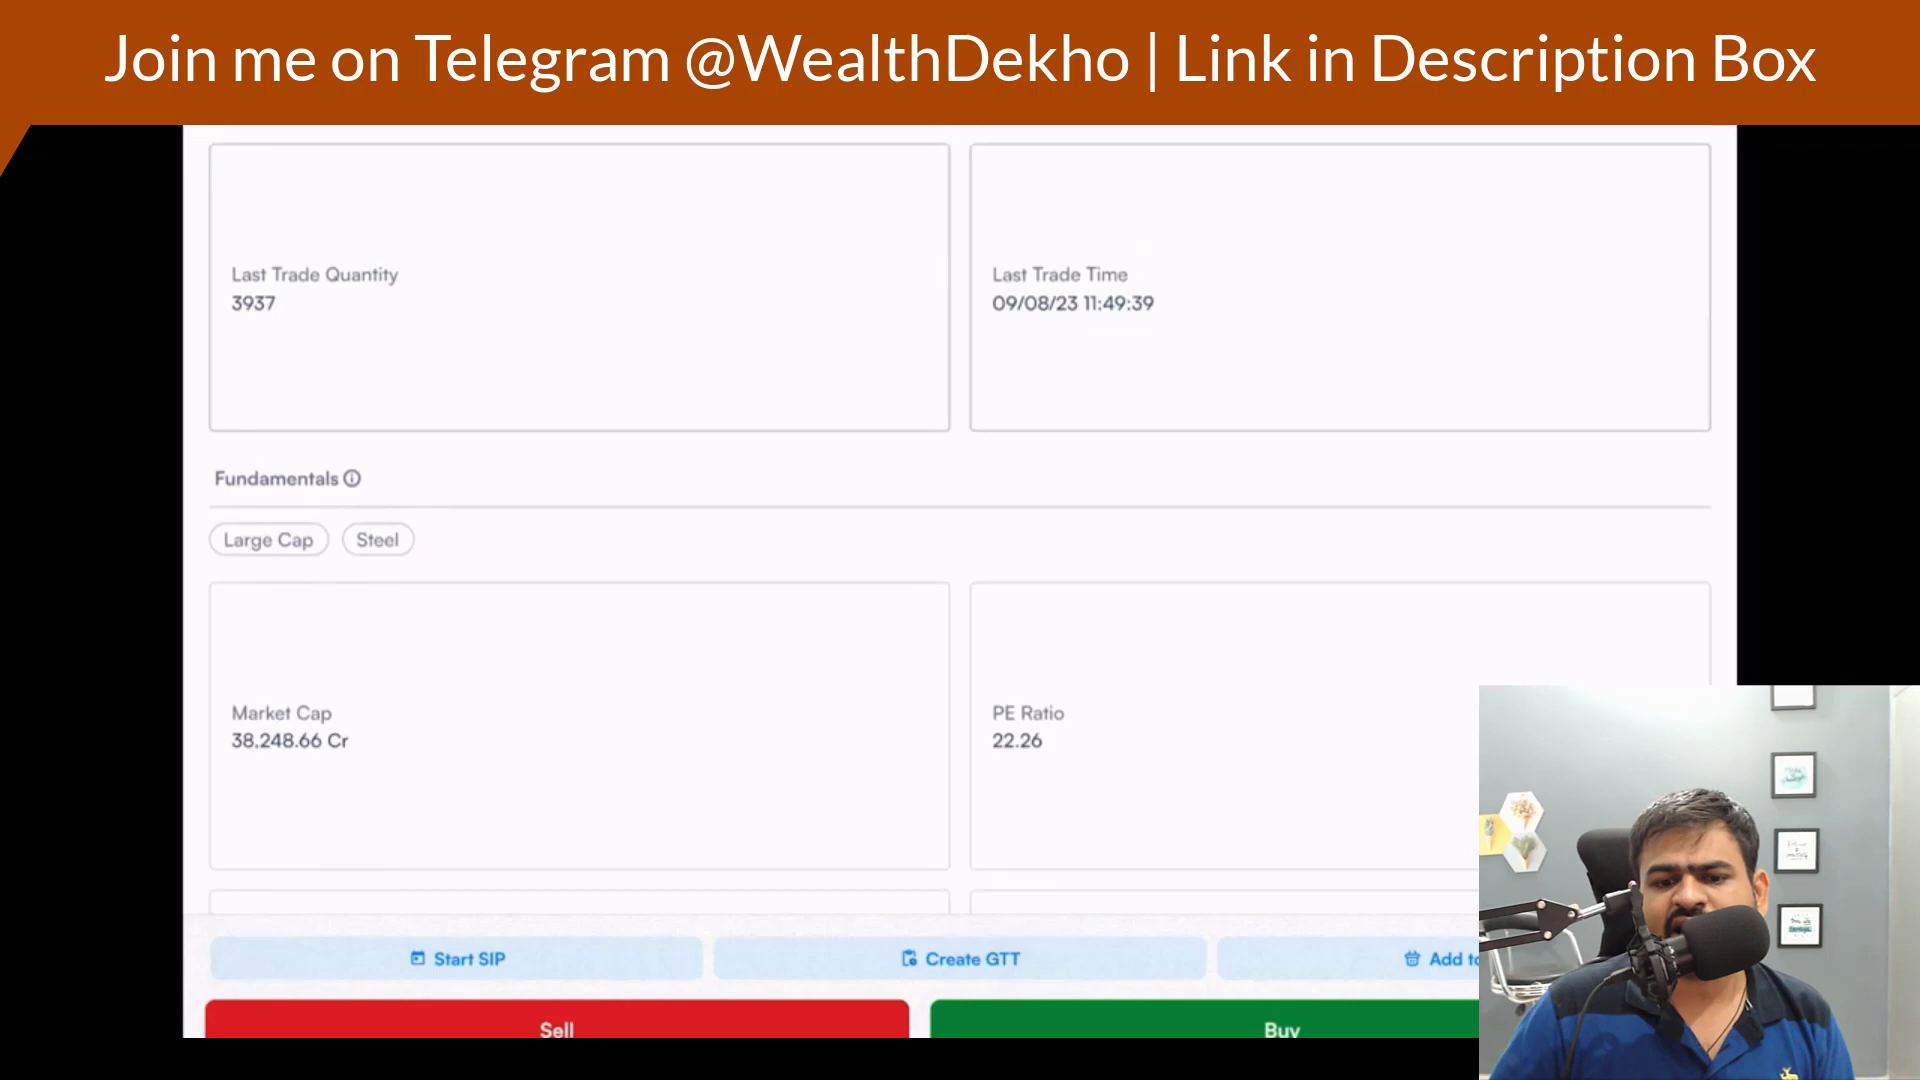 Join me on Telegram @WealthDekho | Link in Description Box
Last Trade Quantity
3937
Last Trade Time
09/08/23 11:49:39
Fundamentals
Large Cap
Steel
Market Cap
38,248.66 Cr
PE Ratio
22.26
Start SIP
Create GTT
Add to
Sell
Buy